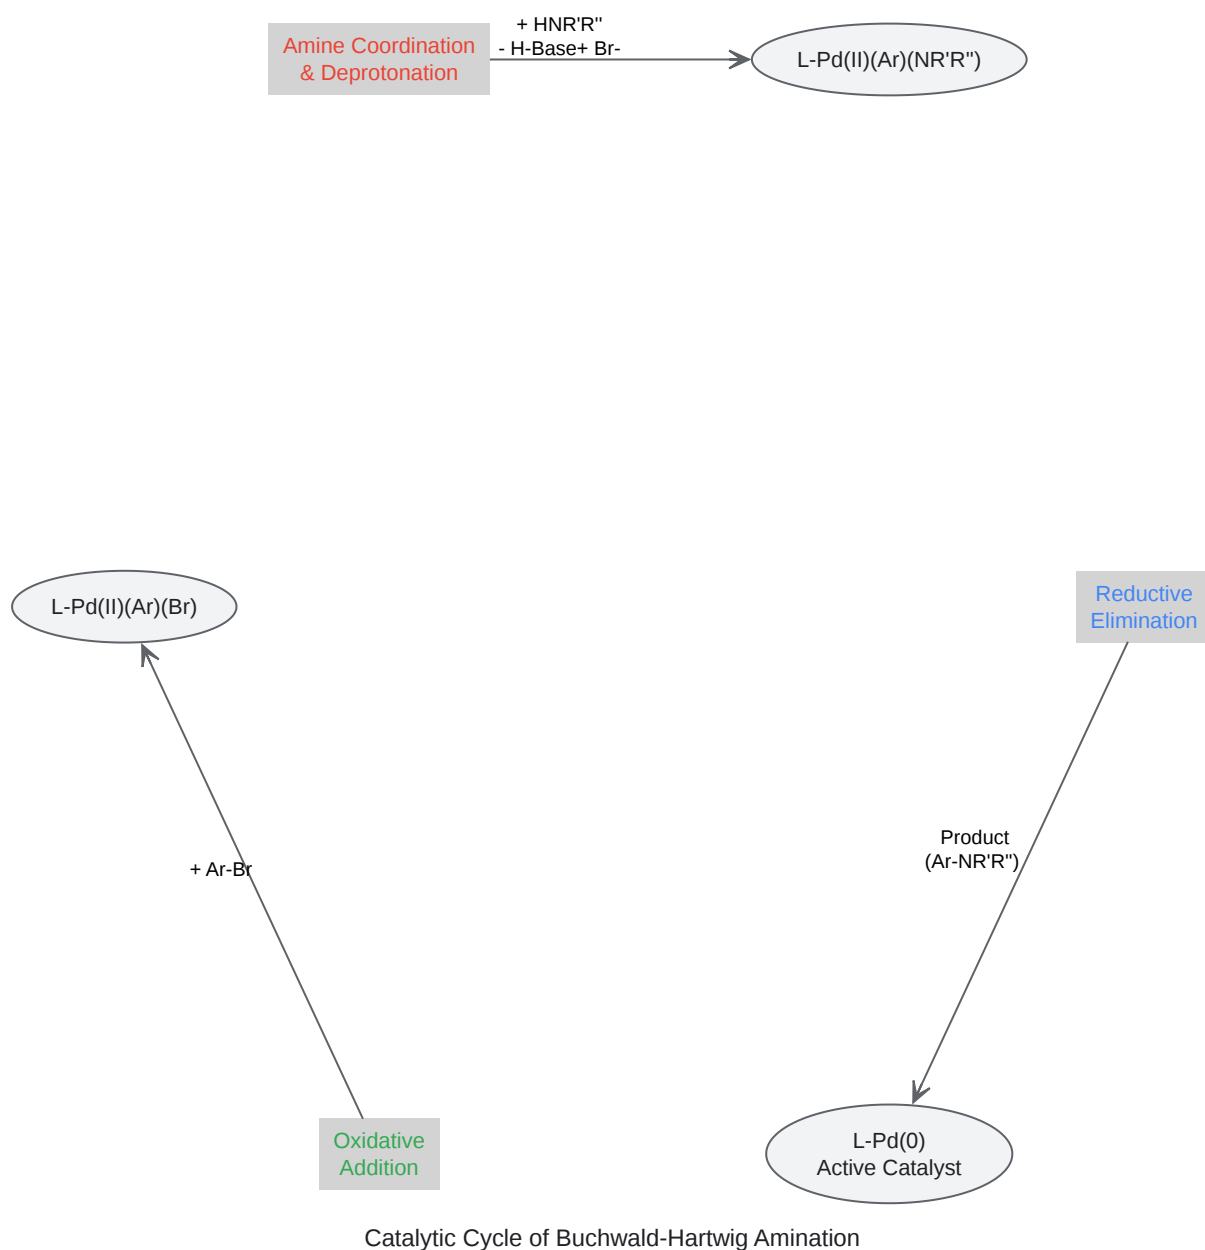 + HNR'R''
- H-Base+ Br-
Amine Coordination
& Deprotonation
L-Pd(II)(Ar)(NR'R'')
L-Pd(II)(Ar)(Br)
Reductive
Elimination
Product
(Ar-NR'R'')
+ Ar-Br
Oxidative
Addition
L-Pd(0)
Active Catalyst
Catalytic Cycle of Buchwald-Hartwig Amination